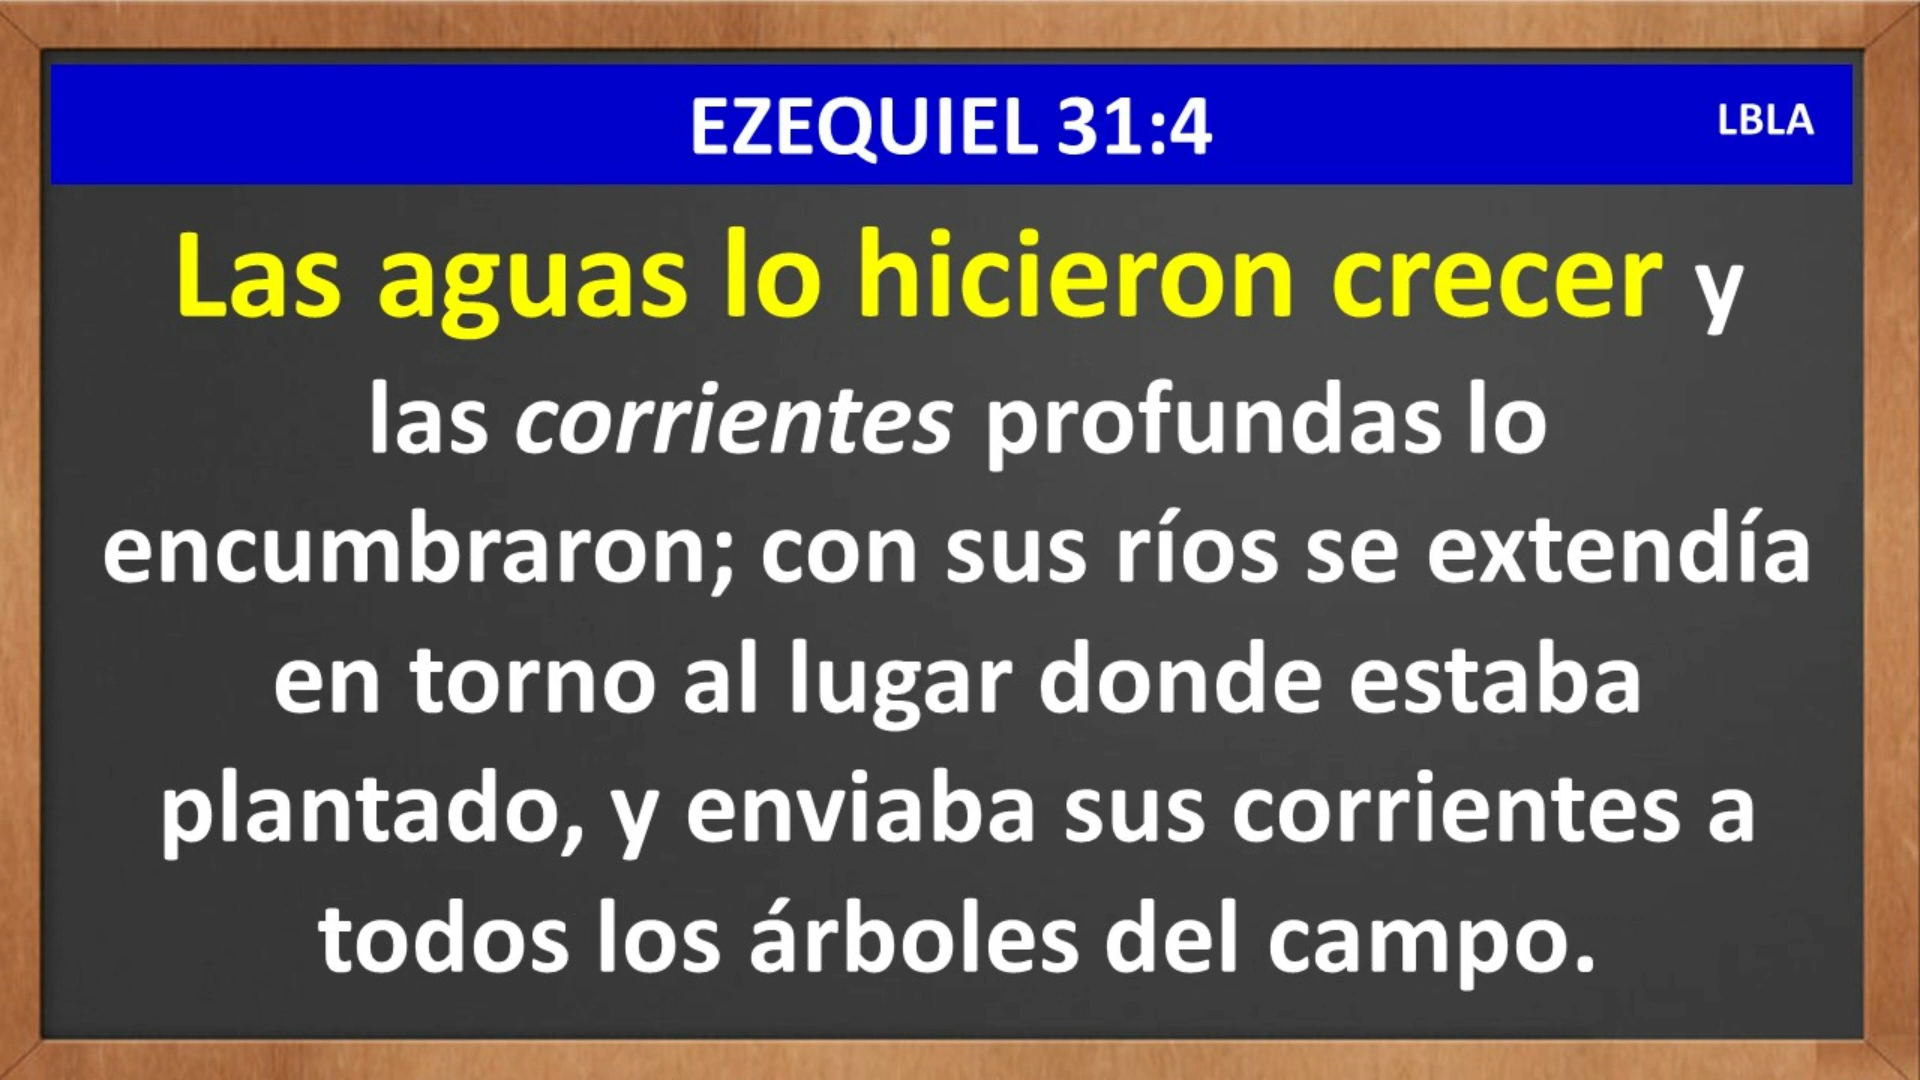 EZEQUIEL 31:4
LBLA
Las aguas lo hicieron crecer y
las corrientes profundas lo
encumbraron; con sus ríos se extendía
en torno al lugar donde estaba
plantado, y enviaba sus corrientes a
todos los árboles del campo.